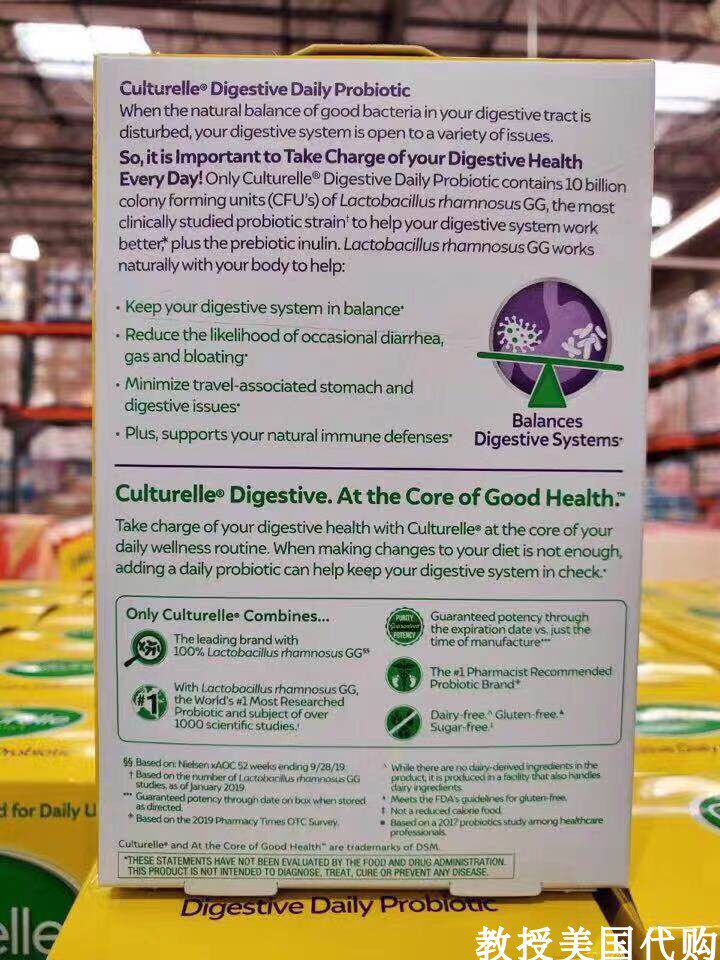 Culturelle® Digestive Daily Probiotic
When the natural balance of good bacteria in your digestive tract is
disturbed, your digestive system is open to a variety of issues.
So, it is Important to Take Charge of your Digestive Health
Every Day! Only Culturelle® Digestive Daily Probiotic contains 10 billion
colony forming units (CFU's) of Lactobacillus rhamnosus GG, the most
clinically studied probiotic strain† to help your digestive system work
better,* plus the prebiotic inulin. Lactobacillus rhamnosus GG works
naturally with your body to help:
• Keep your digestive system in balance*
• Reduce the likelihood of occasional diarrhea,
gas and bloating*
• Minimize travel-associated stomach and
digestive issues*
• Plus, supports your natural immune defenses*
Balances
Digestive Systems*
Culturelle® Digestive. At the Core of Good Health.™
Take charge of your digestive health with Culturelle® at the core of your
daily wellness routine. When making changes to your diet is not enough,
adding a daily probiotic can help keep your digestive system in check.*
Only Culturelle® Combines...
The leading brand with
100% Lactobacillus rhamnosus GG§§
#1
With Lactobacillus rhamnosus GG,
the World's #1 Most Researched
Probiotic and subject of over
1000 scientific studies.†
PURITY
Guaranteed
POTENCY
Guaranteed potency through
the expiration date vs. just the
time of manufacture***
The #1 Pharmacist Recommended
Probiotic Brand+
Dairy-free.^ Gluten-free.▲
Sugar-free.‡
§§ Based on: Nielsen xAOC 52 weeks ending 9/28/19.
† Based on the number of Lactobacillus rhamnosus GG
studies, as of January 2019.
*** Guaranteed potency through date on box when stored
as directed.
+ Based on the 2019 Pharmacy Times OTC Survey.
^ While there are no dairy-derived ingredients in the
product, it is produced in a facility that also handles
dairy ingredients.
▲ Meets the FDA's guidelines for gluten-free.
‡ Not a reduced calorie food.
■ Based on a 2017 probiotics study among healthcare
professionals.
Culturelle® and At the Core of Good Health™ are trademarks of DSM.
*THESE STATEMENTS HAVE NOT BEEN EVALUATED BY THE FOOD AND DRUG ADMINISTRATION.
THIS PRODUCT IS NOT INTENDED TO DIAGNOSE, TREAT, CURE OR PREVENT ANY DISEASE.
d for Daily U
elle
Digestive Daily Probiotic
教授美国代购